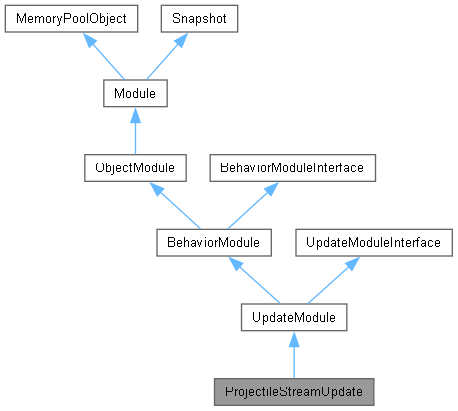 MemoryPoolObject
Snapshot
Module
ObjectModule
BehaviorModuleInterface
BehaviorModule
UpdateModuleInterface
UpdateModule
ProjectileStreamUpdate